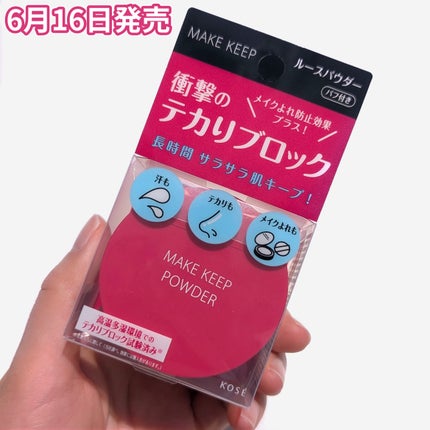 6月16日発売
MAKE KEEP
ルースパウダー
パフ付き
メイクよれ防止効果
プラス！
衝撃の
テカリブロック
長時間 サラサラ肌キープ！
汗も
テカリも
メイクよれも
MAKE KEEP
POWDER
高温多湿環境での
テカリブロック試験済み※
KOSÉ